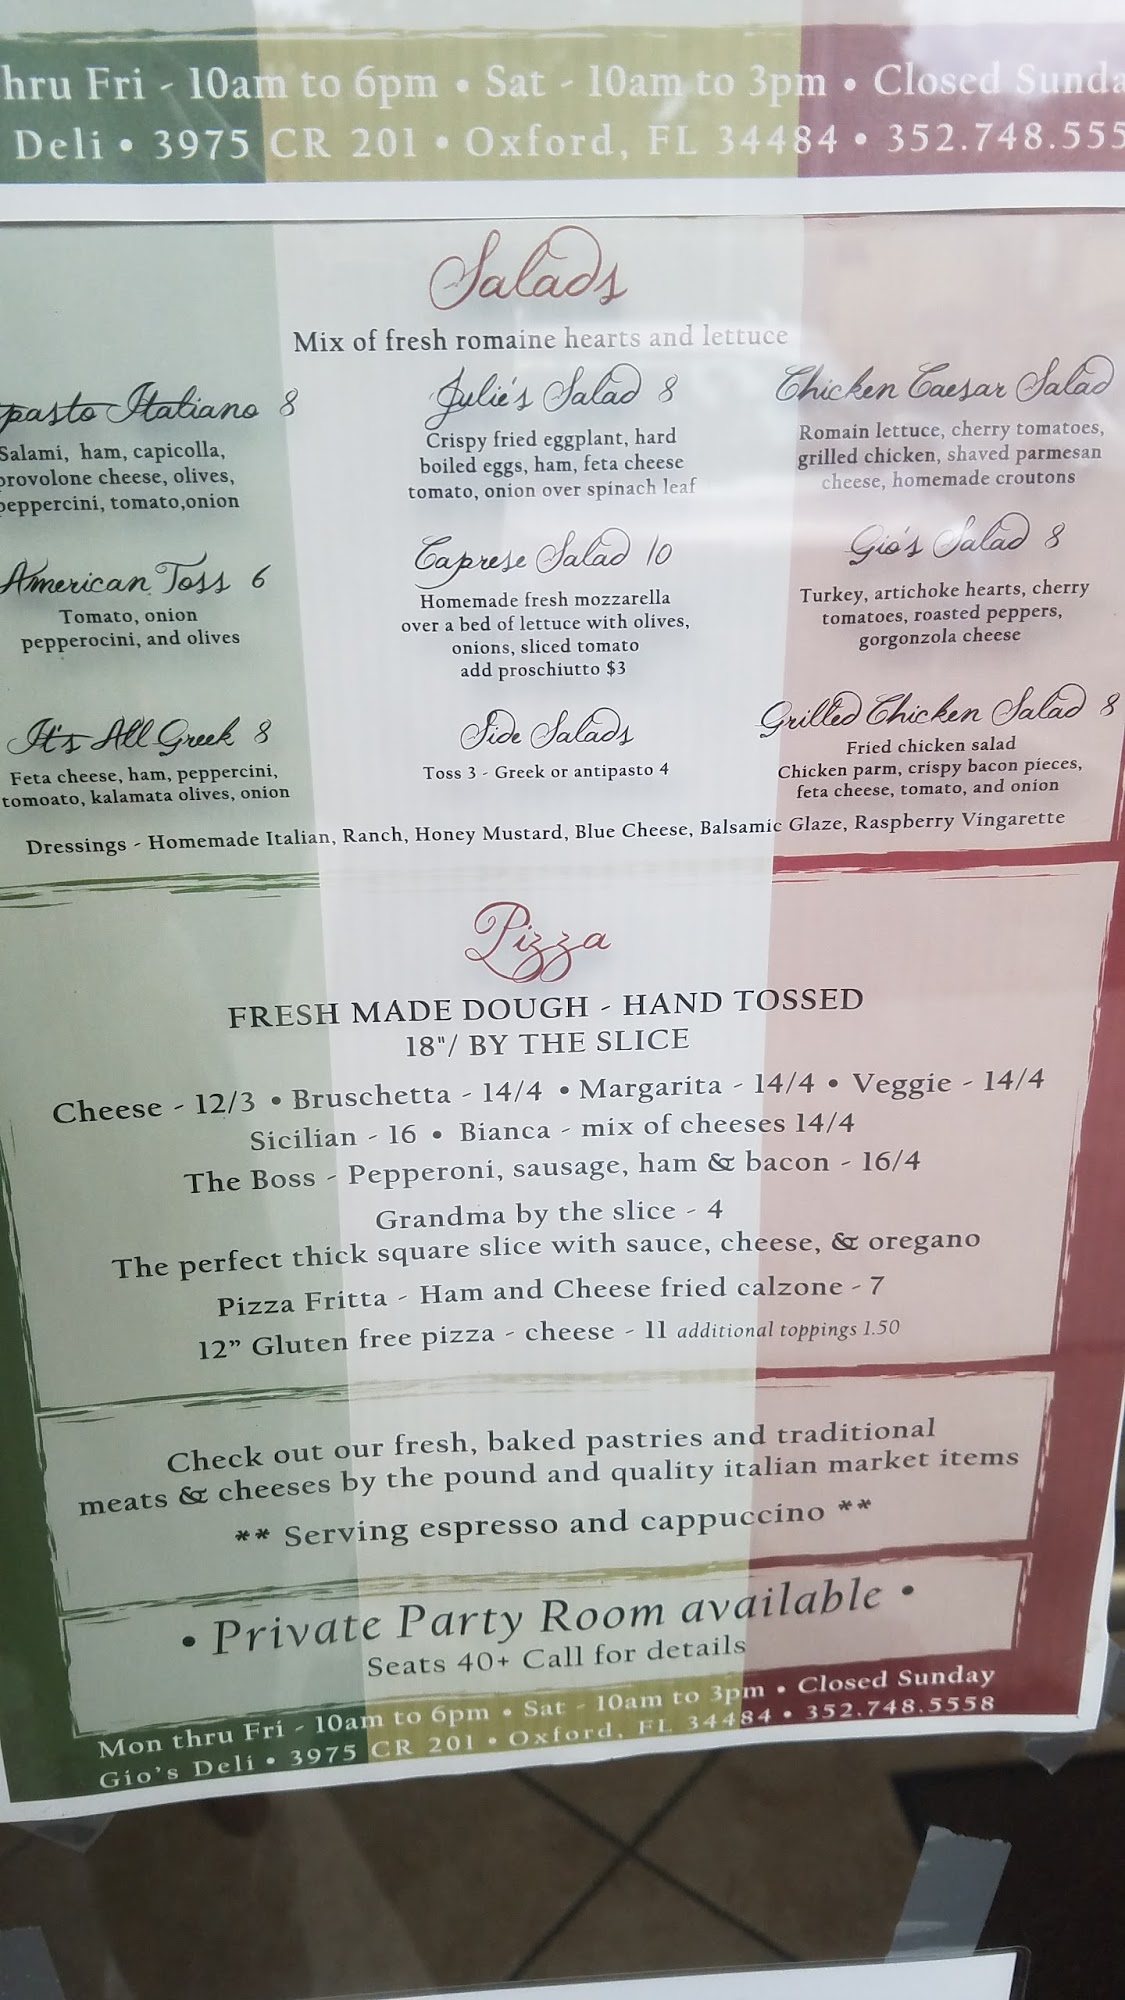 hru Fri - 10am to 6pm • Sat - 10am to 3pm • Closed Sunda
Deli • 3975 CR 201 • Oxford, FL 34484 • 352.748.555
Salads
Mix of fresh romaine hearts and lettuce
pasto Italiano 8
Salami, ham, capicolla,
provolone cheese, olives,
peppercini, tomato,onion
American Toss 6
Tomato, onion
pepperocini, and olives
It's All Greek 8
Feta cheese, ham, peppercini,
tomoato, kalamata olives, onion
Julie's Salad 8
Crispy fried eggplant, hard
boiled eggs, ham, feta cheese
tomato, onion over spinach leaf
Caprese Salad 10
Homemade fresh mozzarella
over a bed of lettuce with olives,
onions, sliced tomato
add proschiutto $3
Side Salads
Toss 3 - Greek or antipasto 4
Chicken Caesar Salad
Romain lettuce, cherry tomatoes,
grilled chicken, shaved parmesan
cheese, homemade croutons
Gio's Salad 8
Turkey, artichoke hearts, cherry
tomatoes, roasted peppers,
gorgonzola cheese
Grilled Chicken Salad 8
Fried chicken salad
Chicken parm, crispy bacon pieces,
feta cheese, tomato, and onion
Dressings - Homemade Italian, Ranch, Honey Mustard, Blue Cheese, Balsamic Glaze, Raspberry Vingarette
Pizza
FRESH MADE DOUGH - HAND TOSSED
18"/ BY THE SLICE
Cheese - 12/3 • Bruschetta - 14/4 • Margarita - 14/4 • Veggie - 14/4
Sicilian - 16 • Bianca - mix of cheeses 14/4
The Boss - Pepperoni, sausage, ham & bacon - 16/4
Grandma by the slice - 4
The perfect thick square slice with sauce, cheese, & oregano
Pizza Fritta - Ham and Cheese fried calzone - 7
12” Gluten free pizza - cheese - 11 additional toppings 1.50
Check out our fresh, baked pastries and traditional
meats & cheeses by the pound and quality italian market items
** Serving espresso and cappuccino **
• Private Party Room available •
Seats 40+ Call for details
Mon thru Fri - 10am to 6pm • Sat - 10am to 3pm • Closed Sunday
Gio's Deli • 3975 CR 201 • Oxford, FL 34484 • 352.748.5558